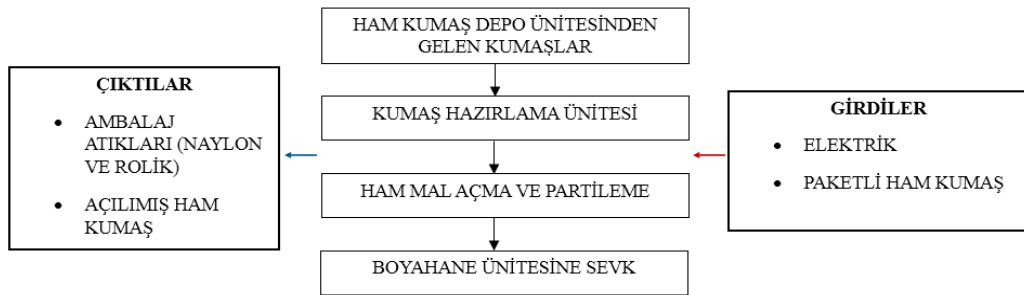 HAM KUMAŞ DEPO ÜNİTESİNDEN
GELEN KUMAŞLAR
ÇIKTILAR
• AMBALAJ
ATIKLARI (NAYLON
VE ROLİK)
• AÇILIMIŞ HAM
KUMAŞ
KUMAŞ HAZIRLAMA ÜNİTESİ
HAM MAL AÇMA VE PARTİLEME
BOYAHANE ÜNİTESİNE SEVK
GİRDİLER
• ELEKTRİK
• PAKETLİ HAM KUMAŞ